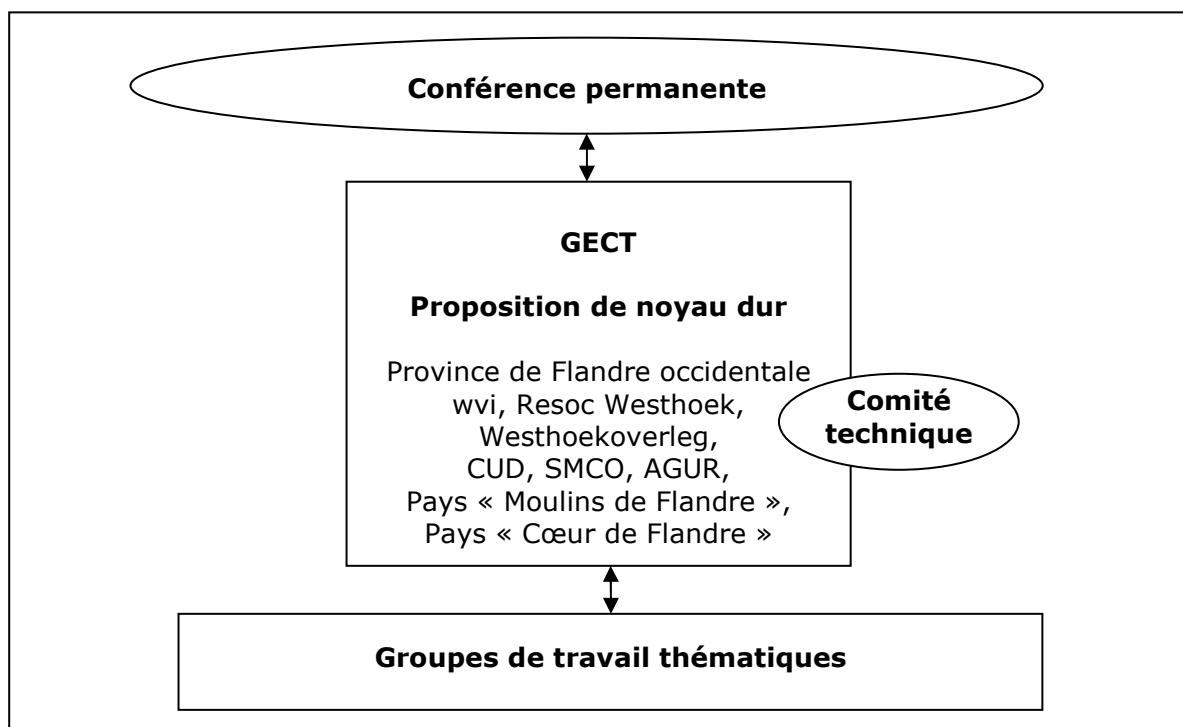 Conférence permanente
GECT
Proposition de noyau dur
Province de Flandre occidentale
wvi, Resoc Westhoek,
Westhoekoverleg,
CUD, SMCO, AGUR,
Pays « Moulins de Flandre »,
Pays « Cœur de Flandre »
Comité
technique
Groupes de travail thématiques